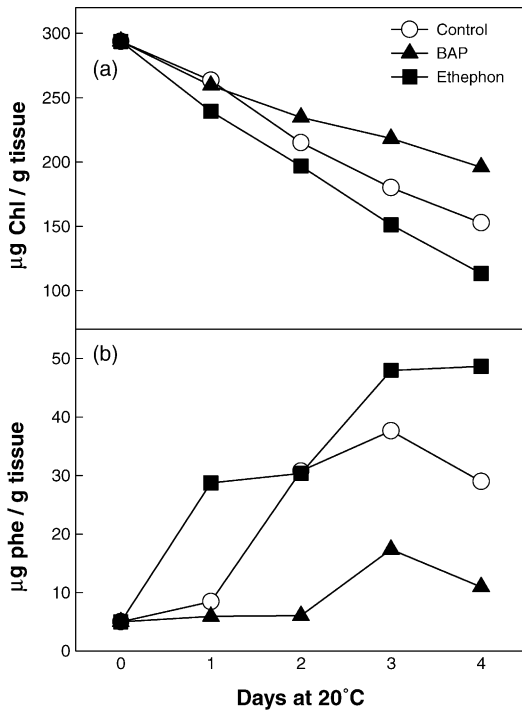 Control
BAP
Ethephon
(a)
300
250
200
150
100
μg Chl / g tissue
(b)
50
40
30
20
10
0
μg phe / g tissue
0 1 2 3 4
Days at 20˚C